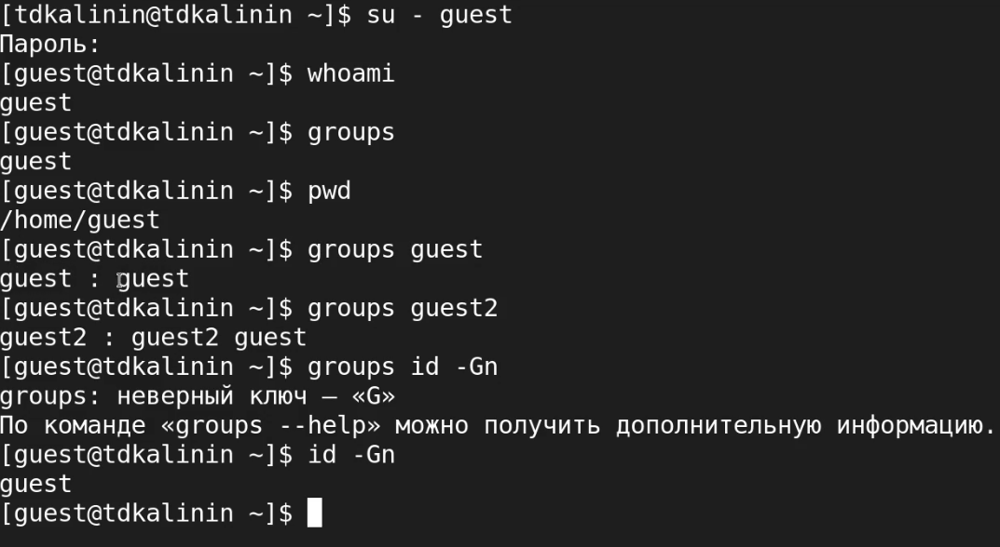 [tdkalinin@tdkalinin ~]$ su - guest
Пароль:
[guest@tdkalinin ~]$ whoami
guest
[guest@tdkalinin ~]$ groups
guest
[guest@tdkalinin ~]$ pwd
/home/guest
[guest@tdkalinin ~]$ groups guest
guest : guest
[guest@tdkalinin ~]$ groups guest2
guest2 : guest2 guest
[guest@tdkalinin ~]$ groups id -Gn
groups: неверный ключ — «G»
По команде «groups --help» можно получить дополнительную информацию.
[guest@tdkalinin ~]$ id -Gn
guest
[guest@tdkalinin ~]$